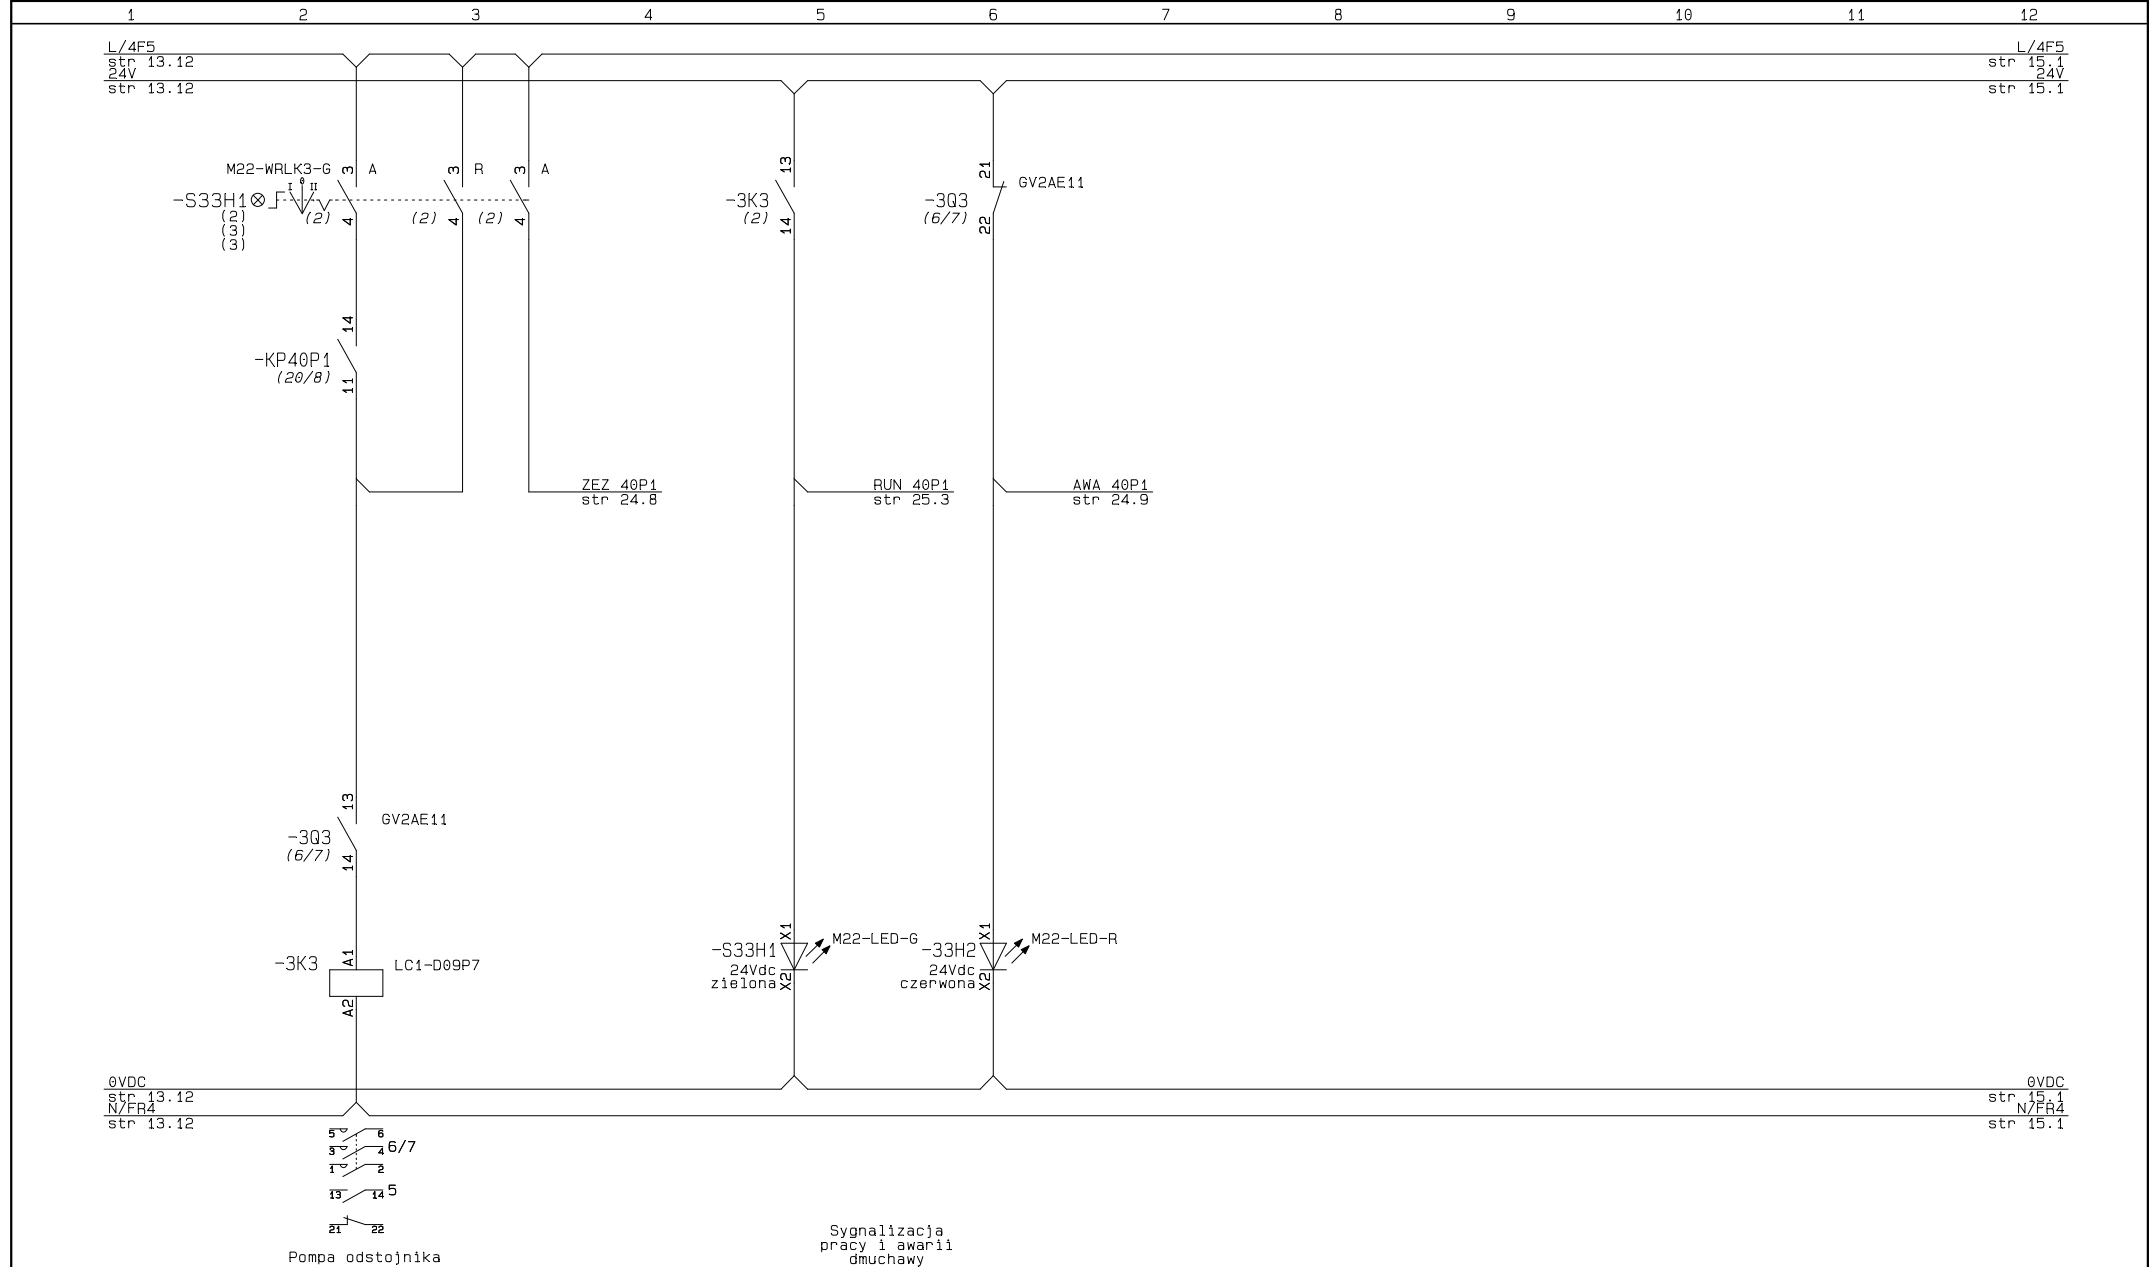 1 2 3 4 5 6 7 8 9 10 11 12
L/4F5
str 13.12
24V
str 13.12
L/4F5
str 15.1
24V
str 15.1
M22-WRLK3-G
-S33H1
(2)
(3)
(3)
I 0 II
(2)
3
4
A
3
4
R
(2)
3
4
A
(2)
-3K3
(2)
13
14
-3Q3
(6/7)
21
22
GV2AE11
-KP40P1
(20/8)
14
11
ZEZ 40P1
str 24.8
RUN 40P1
str 25.3
AWA 40P1
str 24.9
-3Q3
(6/7)
13
14
GV2AE11
-3K3
A1
A2
LC1-D09P7
-S33H1
24Vdc
zielona
X1
X2
M22-LED-G
-33H2
24Vdc
czerwona
X1
X2
M22-LED-R
0VDC
str 13.12
N/FR4
str 13.12
0VDC
str 15.1
N/FR4
str 15.1
5 6
3 4 6/7
1 2
13 14 5
21 22
Pompa odstojnika
Sygnalizacja
pracy i awarii
dmuchawy